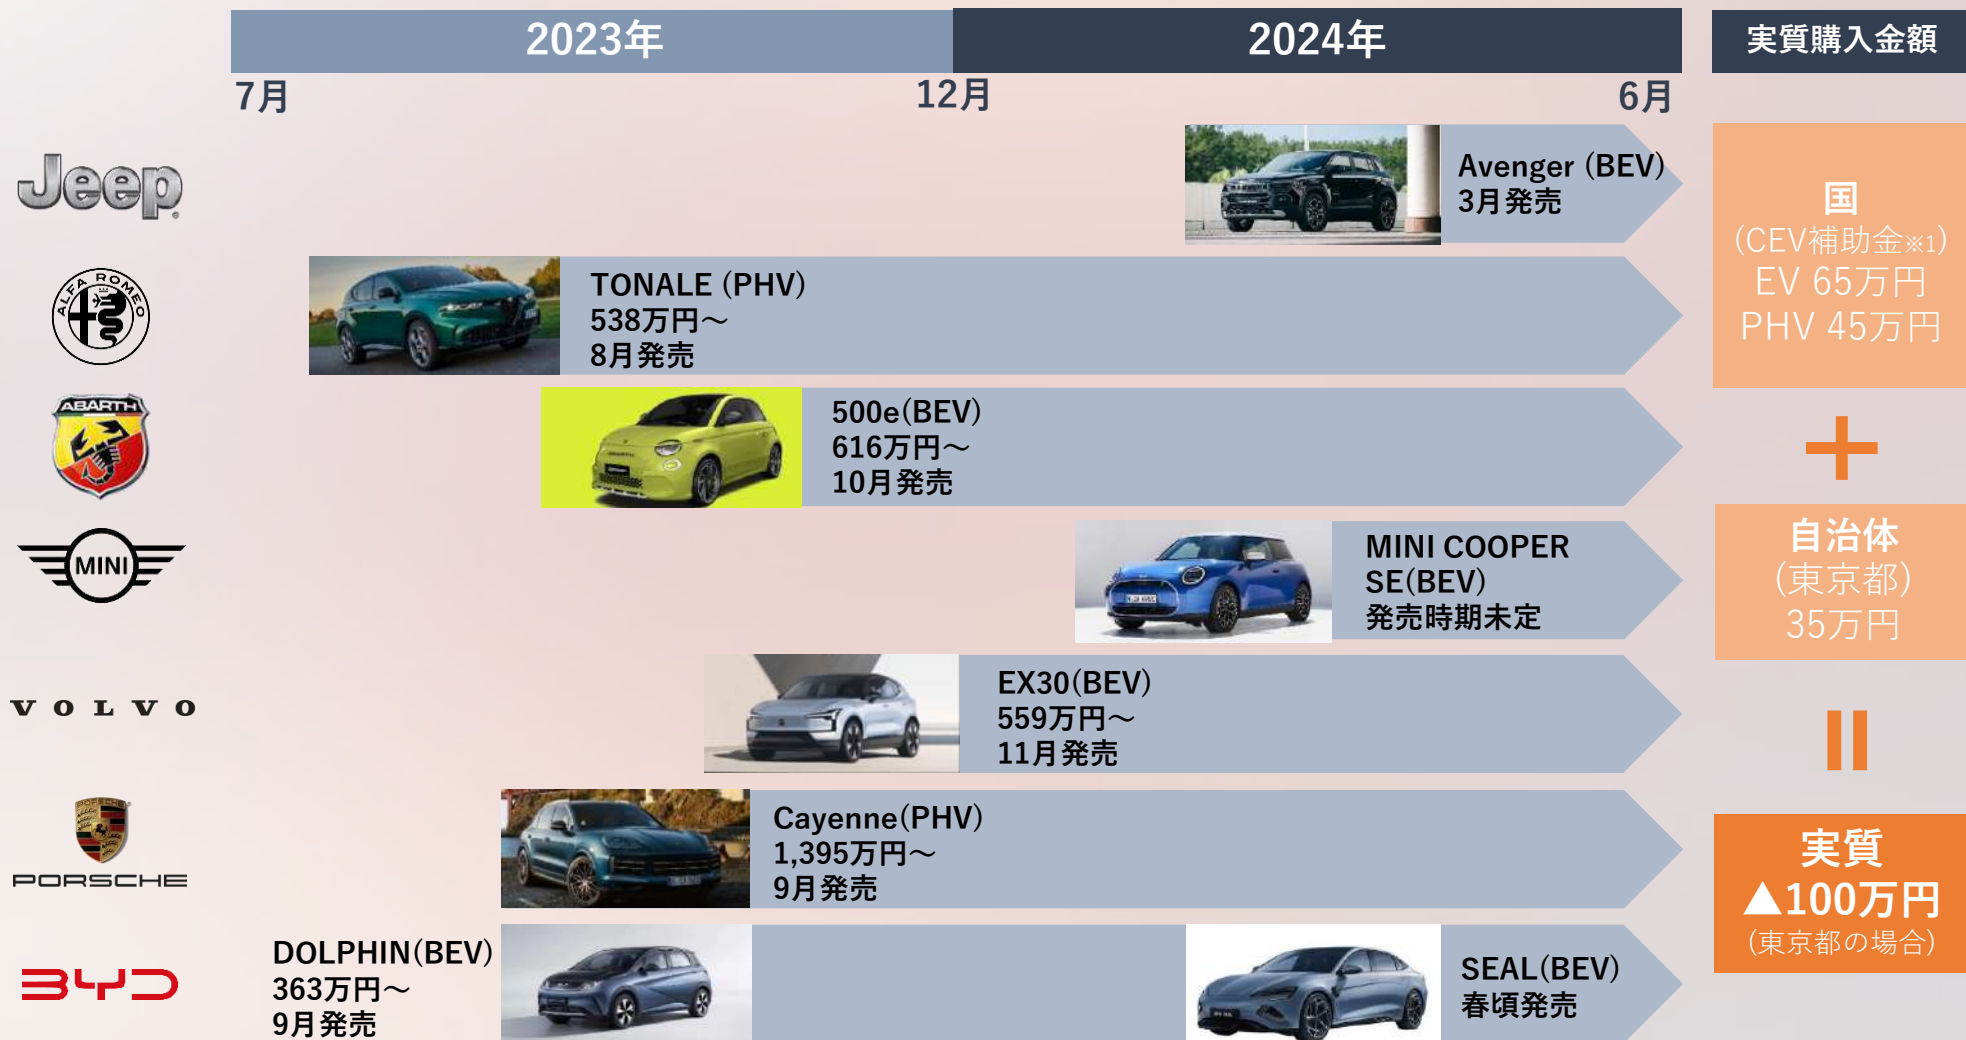 2023年
2024年
実質購入金額
7月
12月
6月
Jeep
Avenger (BEV)
3月発売
ALFA ROMEO
TONALE (PHV)
538万円～
8月発売
ABARTH
500e(BEV)
616万円～
10月発売
MINI
MINI COOPER
SE(BEV)
発売時期未定
VOLVO
EX30(BEV)
559万円～
11月発売
PORSCHE
PORSCHE
Cayenne(PHV)
1,395万円～
9月発売
BYD
DOLPHIN(BEV)
363万円～
9月発売
SEAL(BEV)
春頃発売
国
(CEV補助金※1)
EV 65万円
PHV 45万円
＋
自治体
(東京都)
35万円
実質
▲100万円
(東京都の場合)